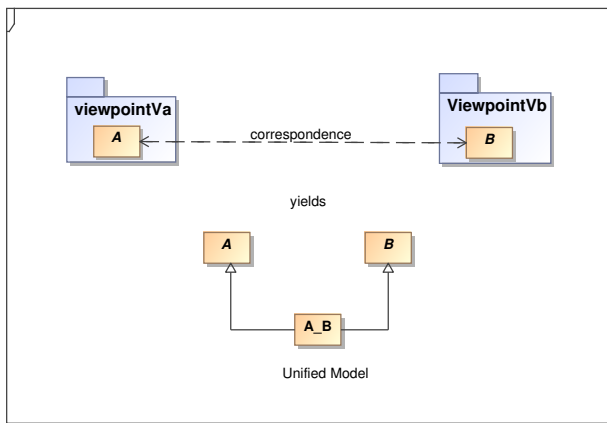 viewpointVa
ViewpointVb
A
correspondence
B
yields
A
B
A_B
Unified Model